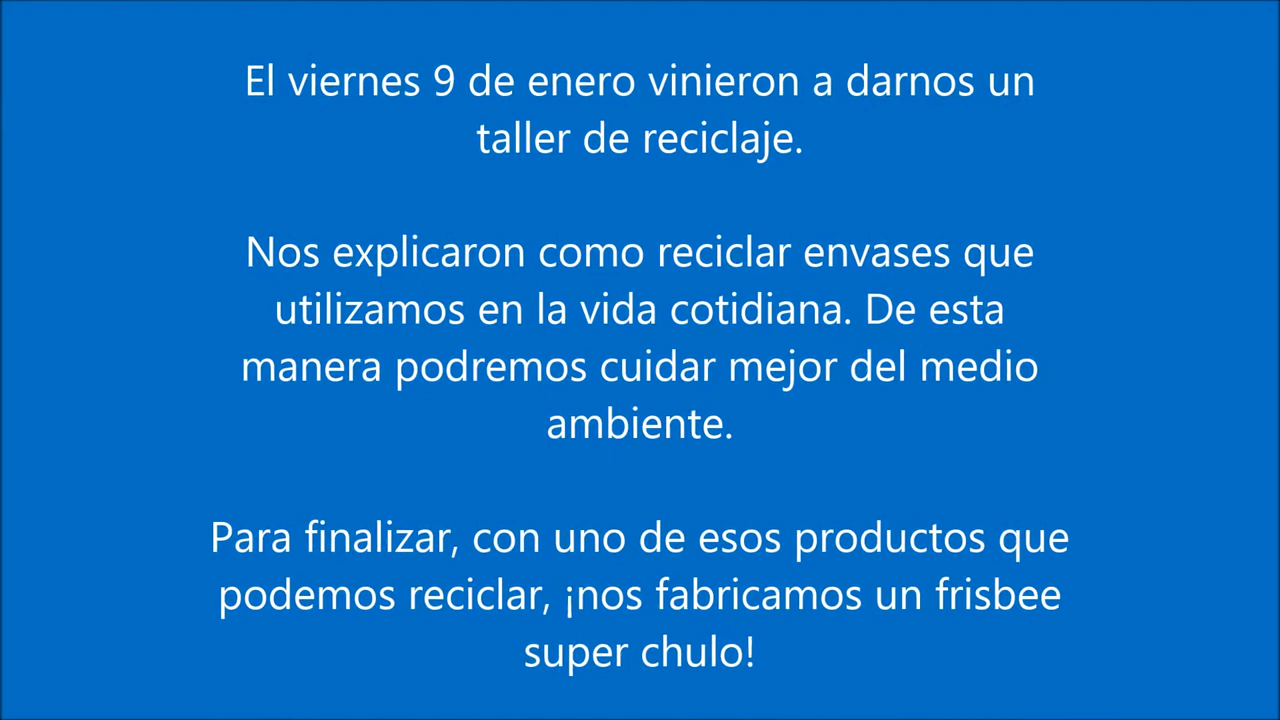 El viernes 9 de enero vinieron a darnos un
taller de reciclaje.
Nos explicaron como reciclar envases que
utilizamos en la vida cotidiana. De esta
manera podremos cuidar mejor del medio
ambiente.
Para finalizar, con uno de esos productos que
podemos reciclar, ¡nos fabricamos un frisbee
super chulo!